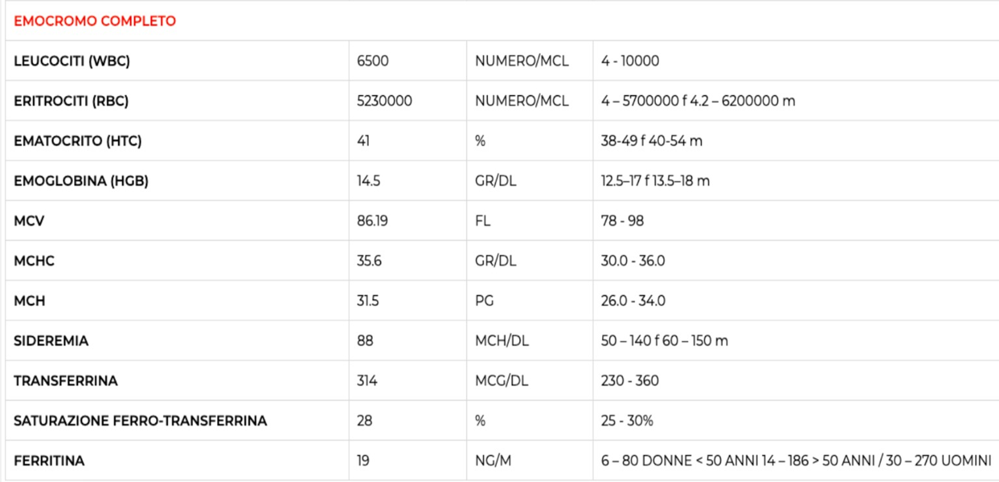 EMOCROMO COMPLETO
LEUCOCITI (WBC) 6500 NUMERO/MCL 4 - 10000
ERITROCITI (RBC) 5230000 NUMERO/MCL 4 – 5700000 f 4.2 – 6200000 m
EMATOCRITO (HTC) 41 % 38-49 f 40-54 m
EMOGLOBINA (HGB) 14.5 GR/DL 12.5–17 f 13.5–18 m
MCV 86.19 FL 78 - 98
MCHC 35.6 GR/DL 30.0 - 36.0
MCH 31.5 PG 26.0 - 34.0
SIDEREMIA 88 MCH/DL 50 – 140 f 60 – 150 m
TRANSFERRINA 314 MCG/DL 230 - 360
SATURAZIONE FERRO-TRANSFERRINA 28 % 25 - 30%
FERRITINA 19 NG/M 6 – 80 DONNE < 50 ANNI 14 – 186 > 50 ANNI / 30 – 270 UOMINI